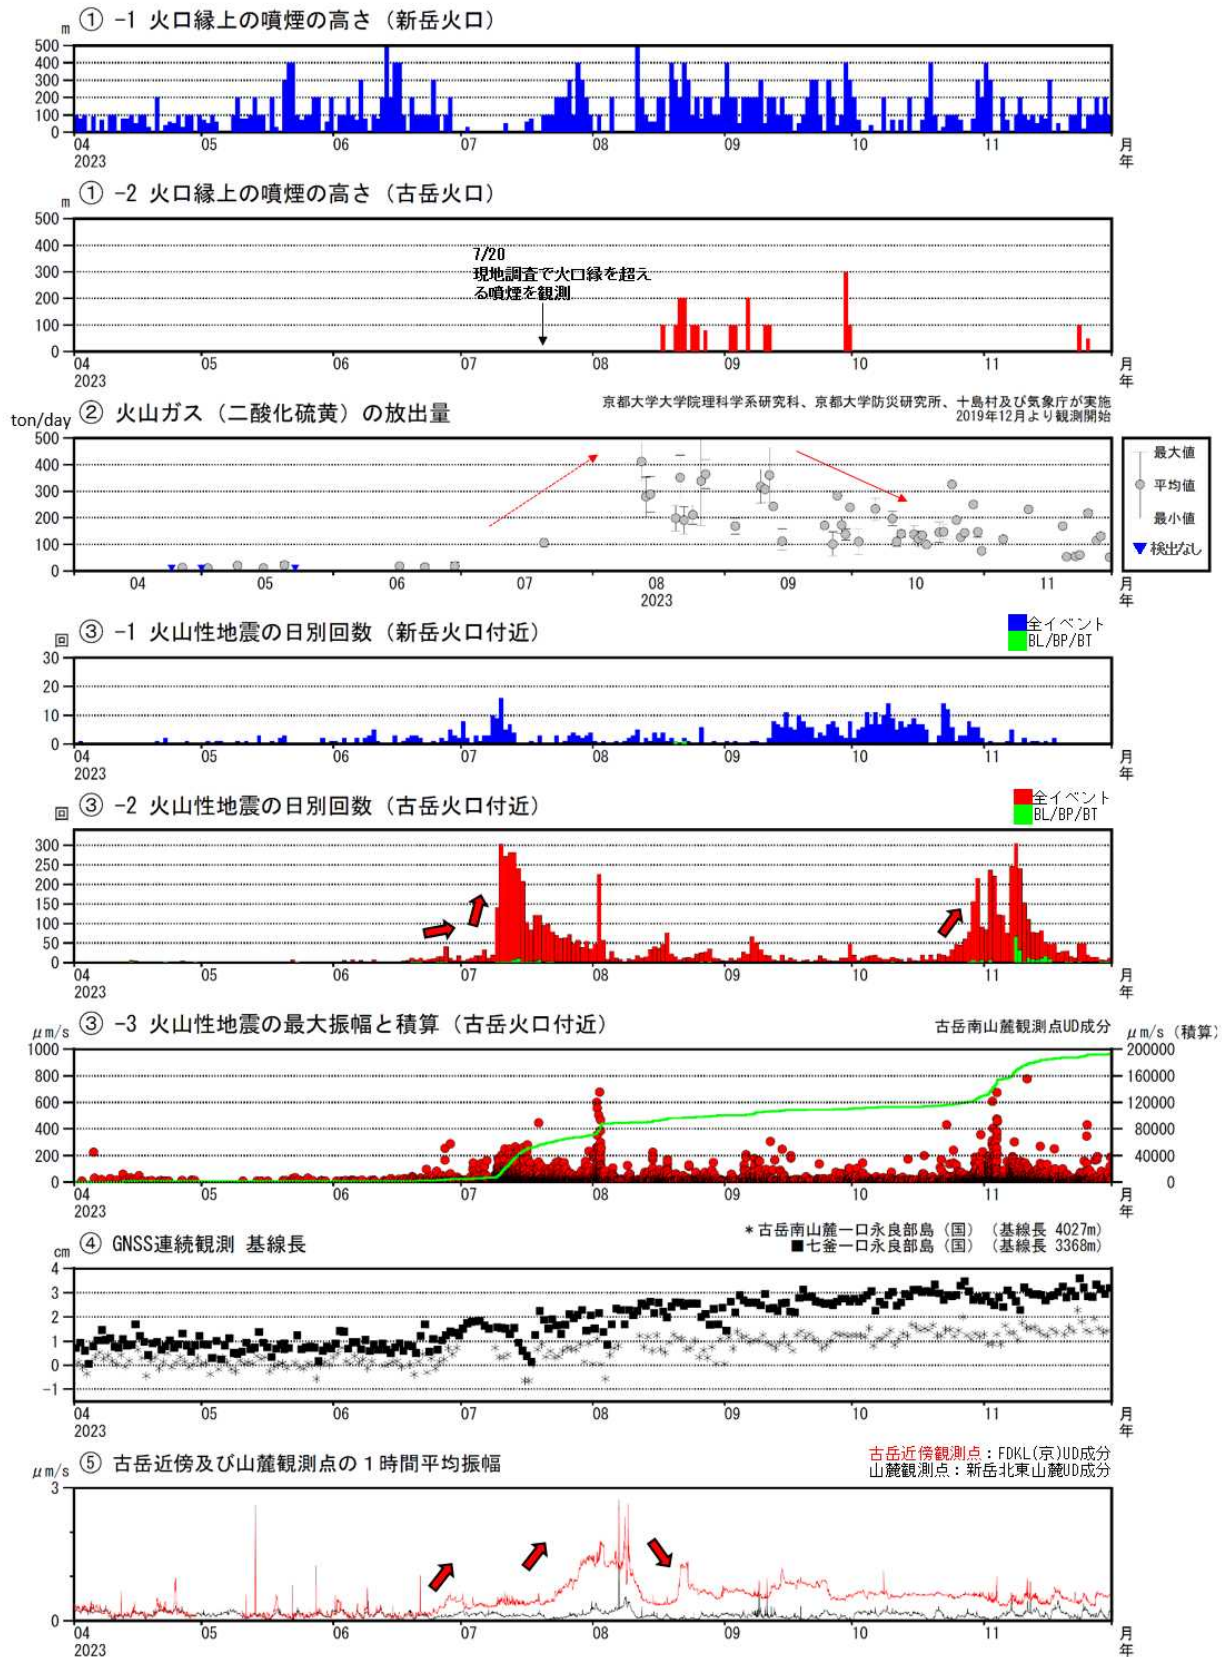 ① -1 火口縁上の噴煙の高さ（新岳火口）
m
500
400
300
200
100
0
04 05 06 07 08 09 10 11 月
2023 年
① -2 火口縁上の噴煙の高さ（古岳火口）
m
500
400
300
200
100
0
7/20
現地調査で火口縁を超え
る噴煙を観測
04 05 06 07 08 09 10 11 月
2023 年
② 火山ガス（二酸化硫黄）の放出量
京都大学大学院理科学系研究科、京都大学防災研究所、十島村及び気象庁が実施
2019年12月より観測開始
ton/day
500
400
300
200
100
0
最大値
平均値
最小値
検出なし
04 05 06 07 08 09 10 11 月
2023 年
③ -1 火山性地震の日別回数（新岳火口付近）
全イベント
BL/BP/BT
回
30
20
10
0
04 05 06 07 08 09 10 11 月
2023 年
③ -2 火山性地震の日別回数（古岳火口付近）
全イベント
BL/BP/BT
回
300
250
200
150
100
50
0
04 05 06 07 08 09 10 11 月
2023 年
③ -3 火山性地震の最大振幅と積算（古岳火口付近）
古岳南山麓観測点UD成分
μm/s
μm/s（積算）
1000 200000
800 160000
600 120000
400 80000
200 40000
0 0
04 05 06 07 08 09 10 11 月
2023 年
④ GNSS連続観測 基線長
＊古岳南山麓ー口永良部島（国）（基線長 4027m）
■七釜ー口永良部島（国）（基線長 3368m）
cm
4
3
2
1
0
-1
04 05 06 07 08 09 10 11 月
2023 年
⑤ 古岳近傍及び山麓観測点の１時間平均振幅
古岳近傍観測点：FDKL(京)UD成分
山麓観測点：新岳北東山麓UD成分
μm/s
3
0
04 05 06 07 08 09 10 11 月
2023 年